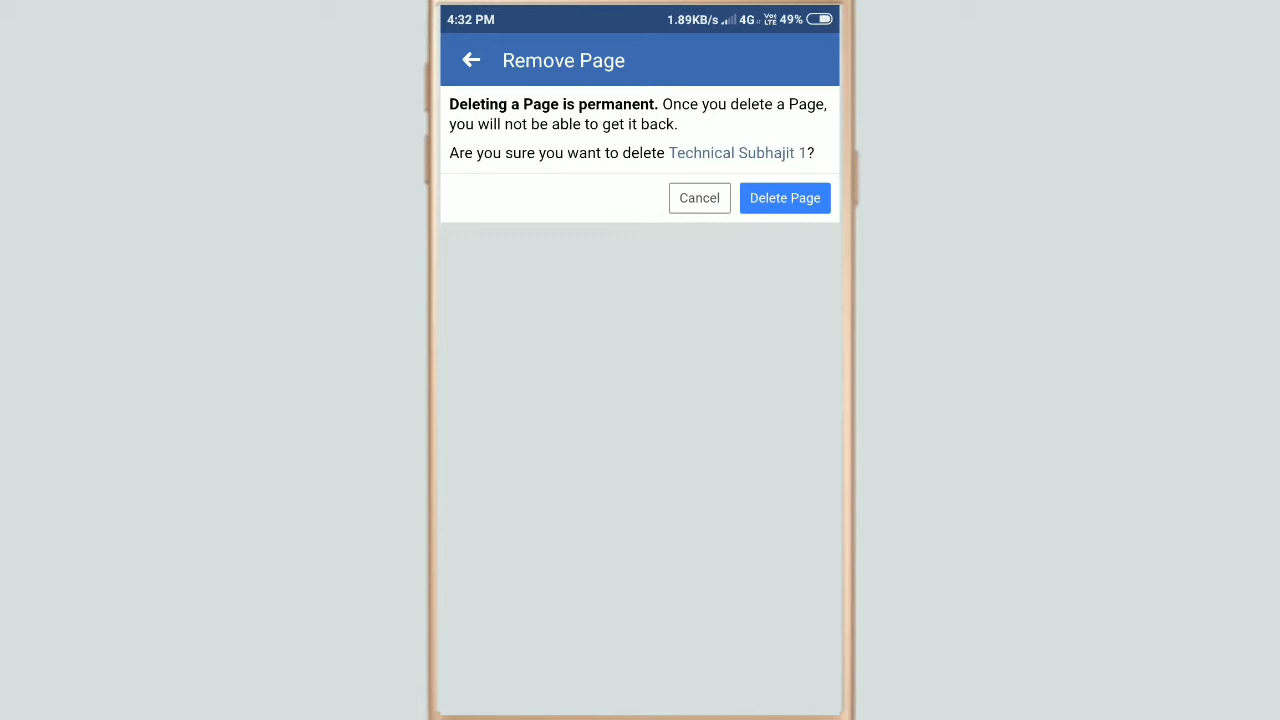 4:32 PM 1.89KB/s 4G Vo LTE 49%
Remove Page
Deleting a Page is permanent. Once you delete a Page,
you will not be able to get it back.
Are you sure you want to delete Technical Subhajit 1?
Cancel Delete Page